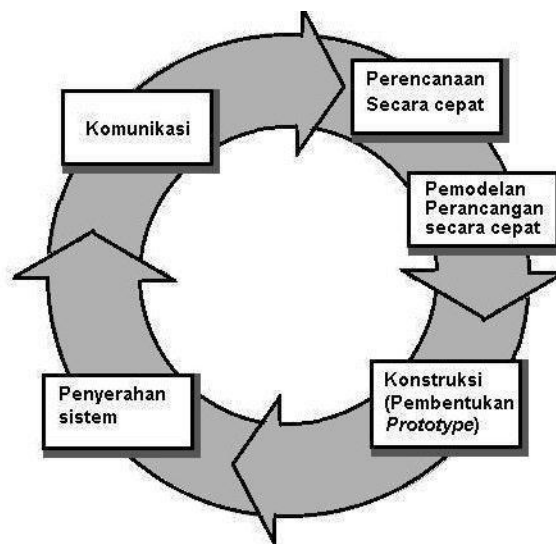 Komunikasi
Perencanaan
Secara cepat
Pemodelan
Perancangan
secara cepat
Konstruksi
(Pembentukan
Prototype)
Penyerahan
sistem